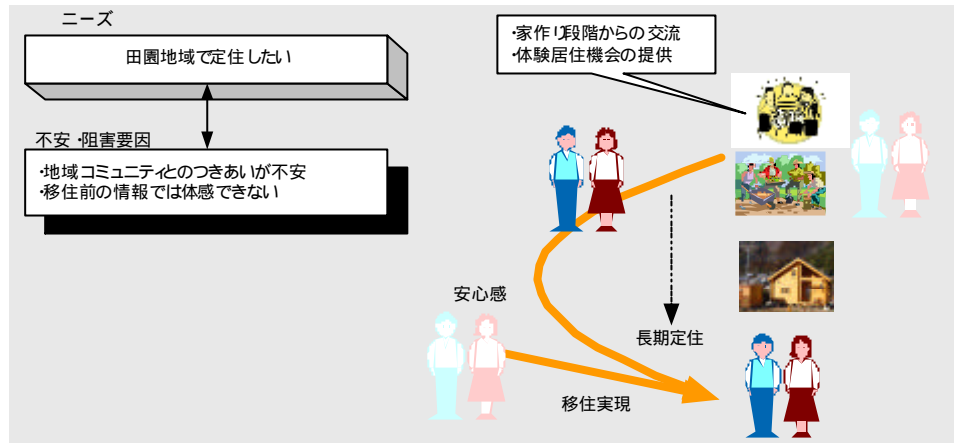 ニーズ
田園地域で定住したい
不安・阻害要因
・地域コミュニティとのつきあいが不安
・移住前の情報では体感できない
・家作り段階からの交流
・体験居住機会の提供
安心感
長期定住
移住実現